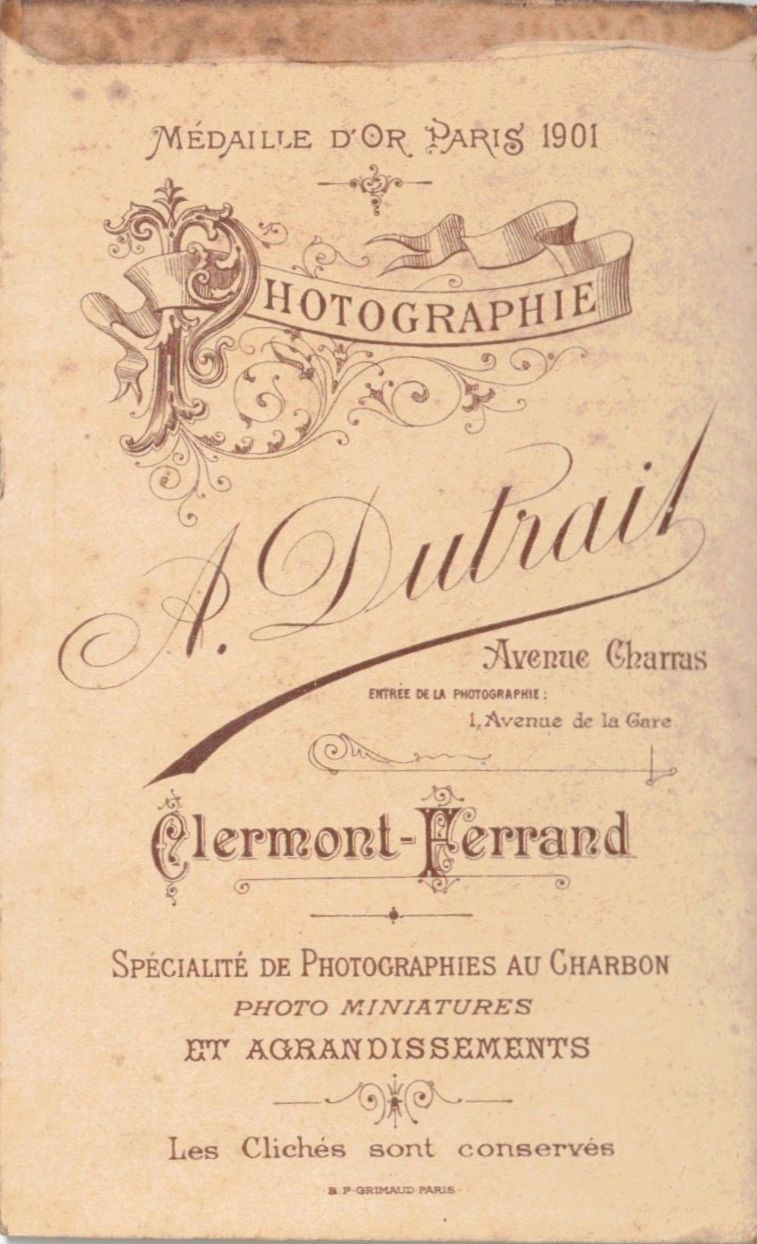 MÉDAILLE D'OR PARIS 1901
PHOTOGRAPHIE
A. Dutrait
Avenue Charras
ENTRÉE DE LA PHOTOGRAPHIE :
1, Avenue de la Gare
Clermont-Ferrand
SPÉCIALITÉ DE PHOTOGRAPHIES AU CHARBON
PHOTO MINIATURES
ET AGRANDISSEMENTS
Les Clichés sont conservés
B. P. GRIMAUD PARIS